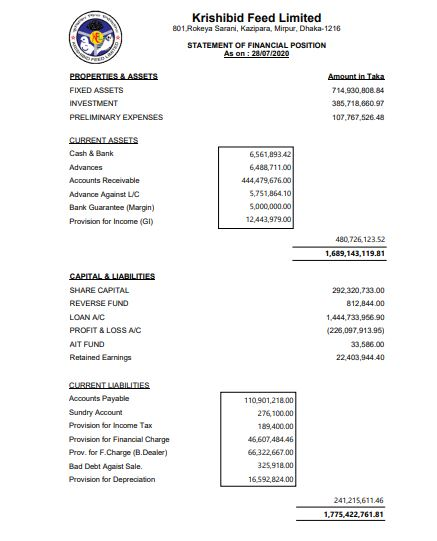 Krishibid Feed Limited
801,Rokeya Sarani, Kazipara, Mirpur, Dhaka-1216
STATEMENT OF FINANCIAL POSITION
As on : 28/07/2020
PROPERTIES & ASSETS Amount in Taka
FIXED ASSETS 714,930,808.84
INVESTMENT 385,718,660.97
PRELIMINARY EXPENSES 107,767,526.48
CURRENT ASSETS
Cash & Bank 6,561,893.42
Advances 6,488,711.00
Accounts Receivable 444,479,676.00
Advance Against L/C 5,751,864.10
Bank Guarantee (Margin) 5,000,000.00
Provision for Income (GI) 12,443,979.00
480,726,123.52
1,689,143,119.81
CAPITAL & LIABILITIES
SHARE CAPITAL 292,320,733.00
REVERSE FUND 812,844.00
LOAN A/C 1,444,733,956.90
PROFIT & LOSS A/C (226,097,913.95)
AIT FUND 33,586.00
Retained Earnings 22,403,944.40
CURRENT LIABILITIES
Accounts Payable 110,901,218.00
Sundry Account 276,100.00
Provision for Income Tax 189,400.00
Provision for Financial Charge 46,607,484.46
Prov. for F.Charge (B.Dealer) 66,322,667.00
Bad Debt Agaist Sale. 325,918.00
Provision for Depreciation 16,592,824.00
241,215,611.46
1,775,422,761.81